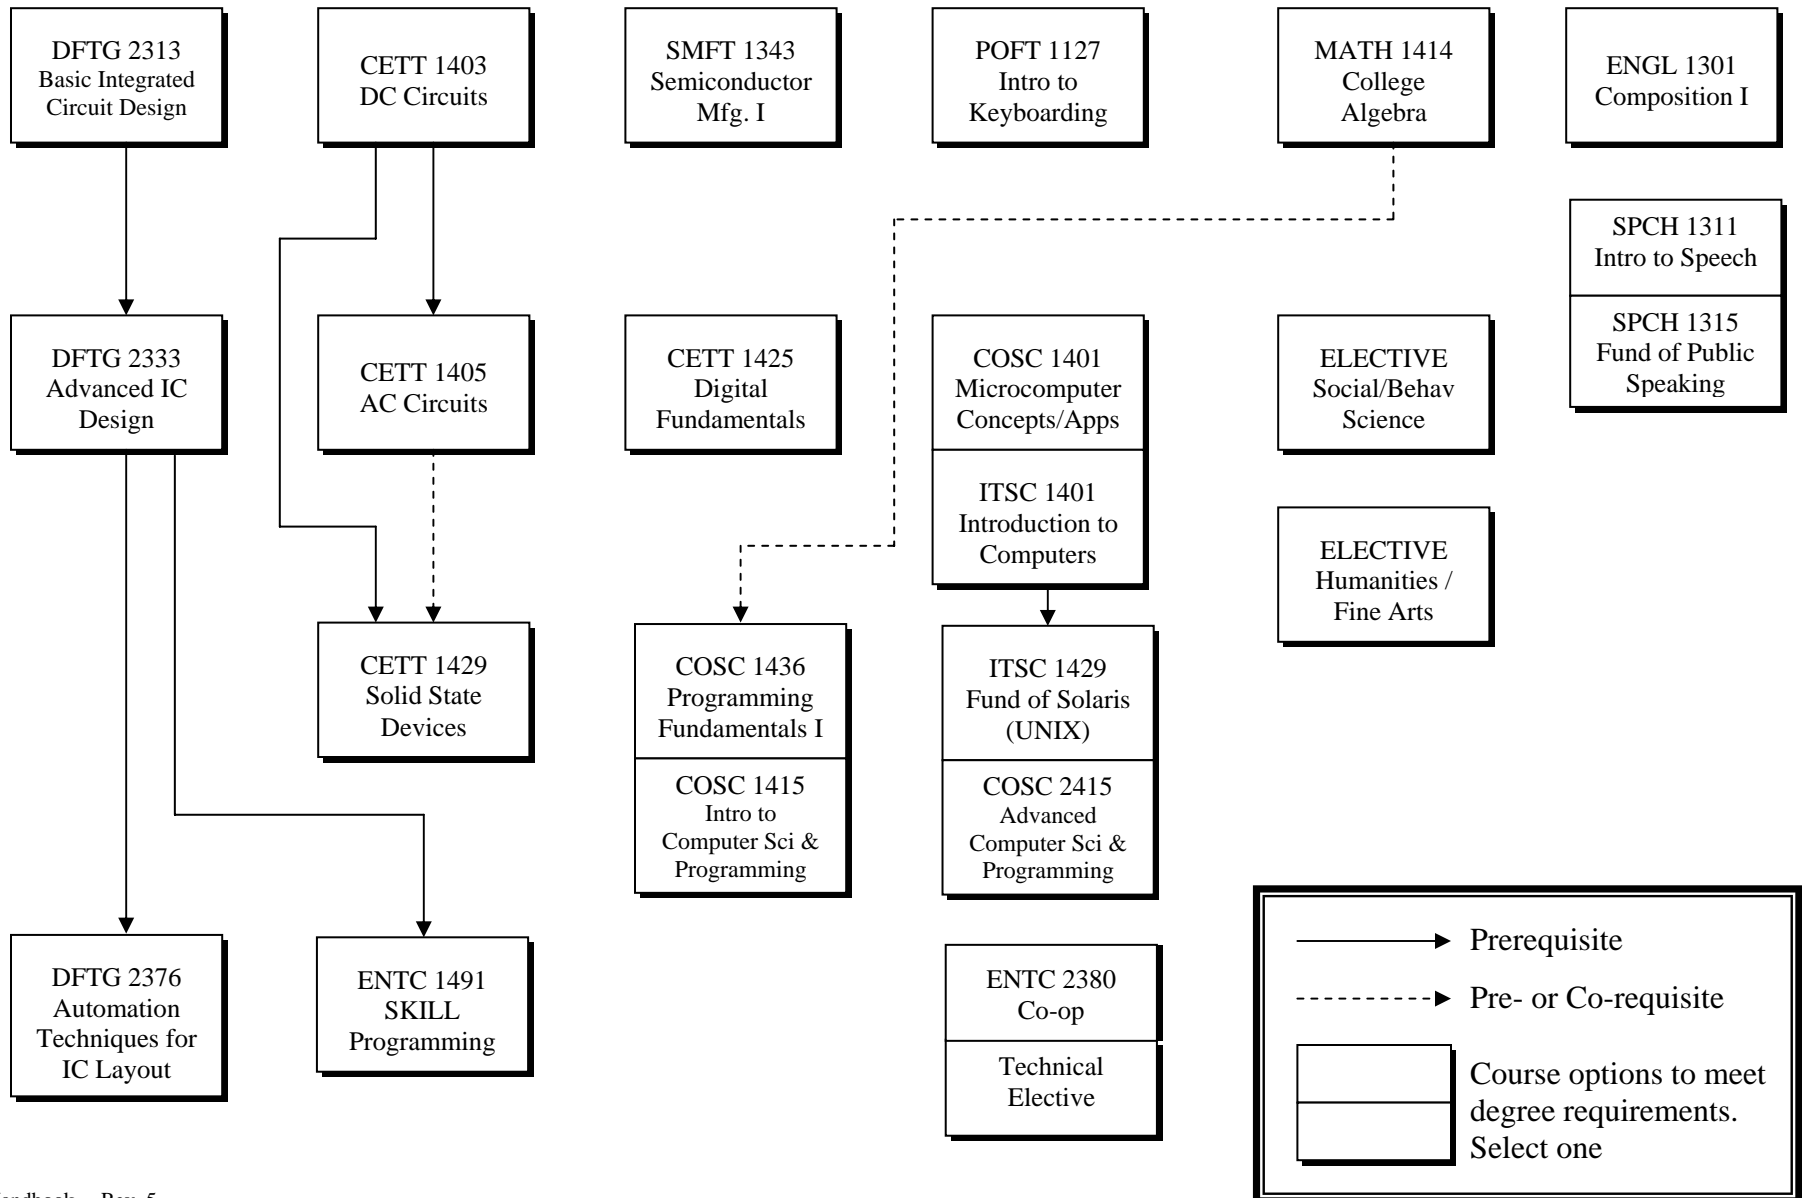 DFTG 2313
Basic Integrated
Circuit Design
CETT 1403
DC Circuits
SMFT 1343
Semiconductor
Mfg. I
POFT 1127
Intro to
Keyboarding
MATH 1414
College
Algebra
ENGL 1301
Composition I
SPCH 1311
Intro to Speech
SPCH 1315
Fund of Public
Speaking
DFTG 2333
Advanced IC
Design
CETT 1405
AC Circuits
CETT 1425
Digital
Fundamentals
COSC 1401
Microcomputer
Concepts/Apps
ITSC 1401
Introduction to
Computers
ELECTIVE
Social/Behav
Science
ELECTIVE
Humanities /
Fine Arts
CETT 1429
Solid State
Devices
COSC 1436
Programming
Fundamentals I
COSC 1415
Intro to
Computer Sci &
Programming
ITSC 1429
Fund of Solaris
(UNIX)
COSC 2415
Advanced
Computer Sci &
Programming
DFTG 2376
Automation
Techniques for
IC Layout
ENTC 1491
SKILL
Programming
ENTC 2380
Co-op
Technical
Elective
Prerequisite
Pre- or Co-requisite
Course options to meet
degree requirements.
Select one